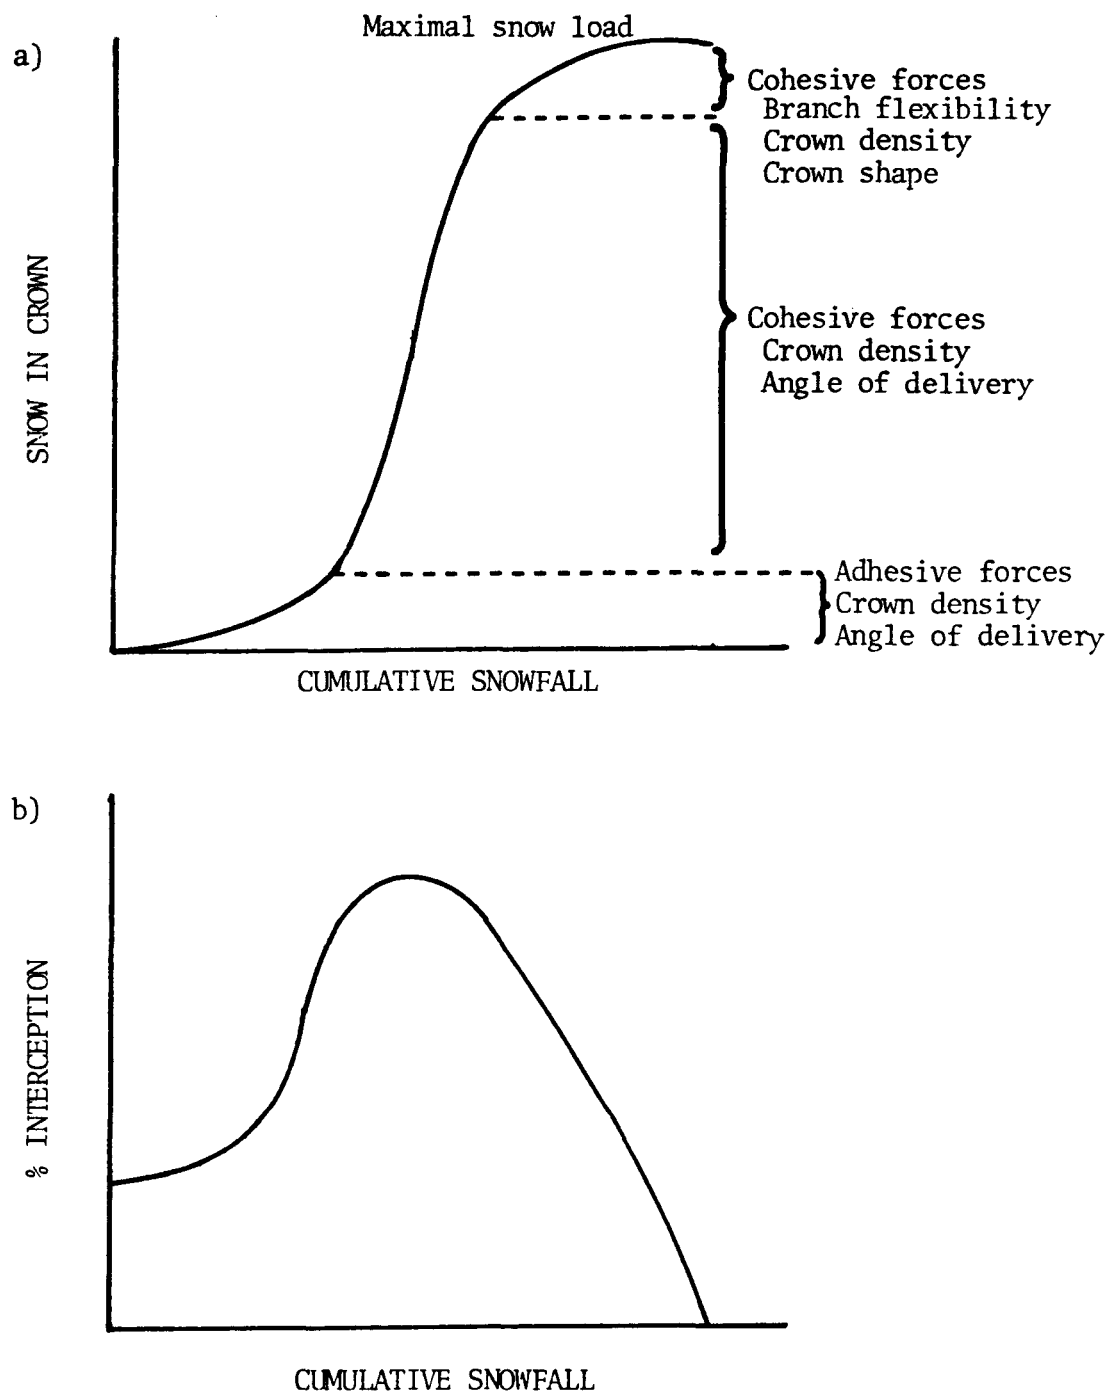 Maximal snow load
a)
Cohesive forces
Branch flexibility
Crown density
Crown shape
SNOW IN CROWN
Cohesive forces
Crown density
Angle of delivery
Adhesive forces
Crown density
Angle of delivery
CUMULATIVE SNOWFALL
b)
% INTERCEPTION
CUMULATIVE SNOWFALL